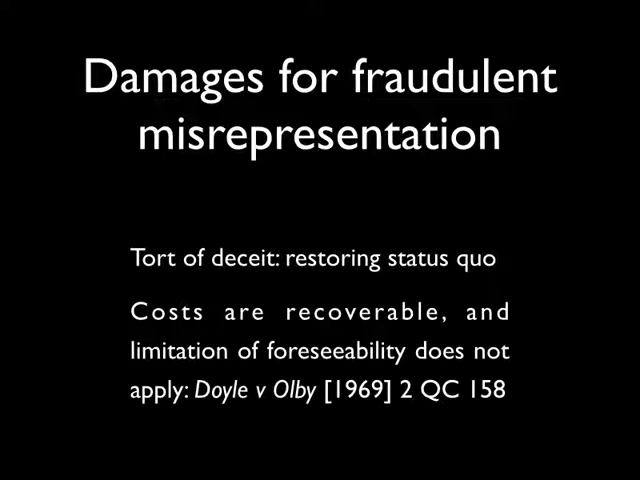 Damages for fraudulent
misrepresentation
Tort of deceit: restoring status quo
Costs are recoverable, and
limitation of foreseeability does not
apply: Doyle v Olby [1969] 2 QC 158